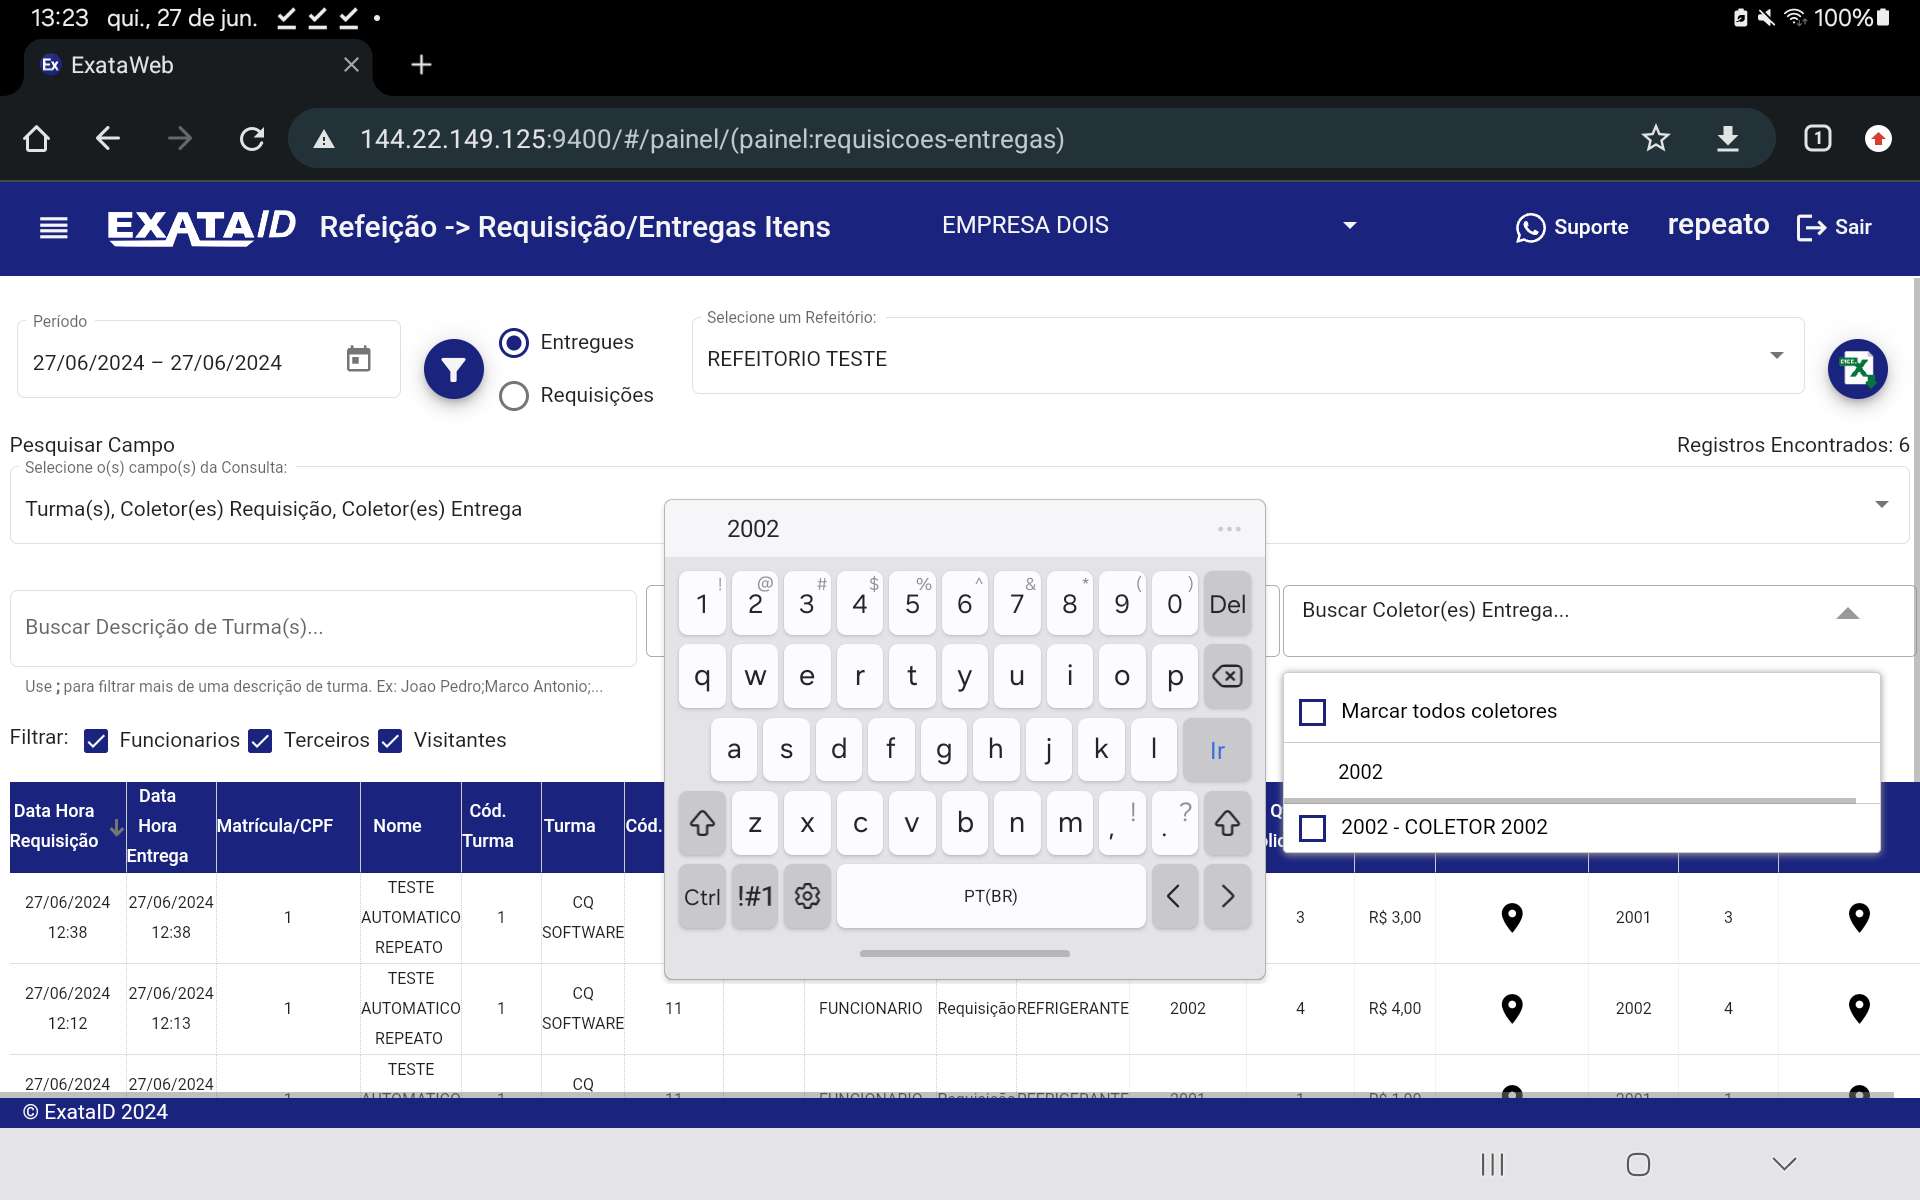 13:23 qui., 27 de jun.
100%
Ex ExataWeb
144.22.149.125:9400/#/painel/(painel:requisicoes-entregas)
1
EXATA/ID
Refeição -> Requisição/Entregas Itens
EMPRESA DOIS
Suporte
repeato
Sair
Período
27/06/2024 – 27/06/2024
Entregues
Requisições
Selecione um Refeitório:
REFEITORIO TESTE
Pesquisar Campo
Registros Encontrados: 6
Selecione o(s) campo(s) da Consulta:
Turma(s), Coletor(es) Requisição, Coletor(es) Entrega
Buscar Descrição de Turma(s)...
Use ; para filtrar mais de uma descrição de turma. Ex: Joao Pedro;Marco Antonio;...
Buscar Coletor(es) Entrega...
Marcar todos coletores
2002
2002 - COLETOR 2002
Filtrar: Funcionarios Terceiros Visitantes
2002 ...
! @ # $ % ^ & * ( )
1 2 3 4 5 6 7 8 9 0 Del
q w e r t y u i o p
a s d f g h j k l Ir
z x c v b n m , ! . ?
Ctrl !#1 PT(BR) < >
Data Hora Requisição
Data Hora Entrega
Matrícula/CPF
Nome
Cód. Turma
Turma
Cód.
27/06/2024 12:38
27/06/2024 12:38
1
TESTE AUTOMATICO REPEATO
1
CQ SOFTWARE
3
R$ 3,00
2001
3
27/06/2024 12:12
27/06/2024 12:13
1
TESTE AUTOMATICO REPEATO
1
CQ SOFTWARE
11
FUNCIONARIO
Requisição
REFRIGERANTE
2002
4
R$ 4,00
2002
4
27/06/2024
27/06/2024
TESTE
CQ
© ExataID 2024